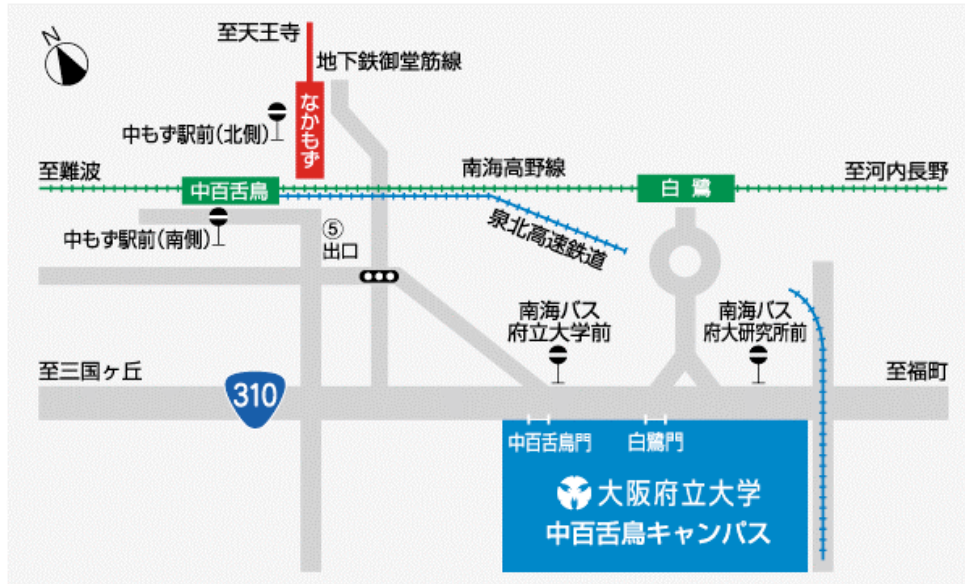 N
至天王寺
地下鉄御堂筋線
なかもず
中もず駅前(北側)
至難波
南海高野線
至河内長野
中百舌鳥
白鷺
泉北高速鉄道
中もず駅前(南側)
⑤
出口
南海バス
府立大学前
南海バス
府大研究所前
至三国ヶ丘
310
至福町
中百舌鳥門
白鷺門
大阪府立大学
中百舌鳥キャンパス